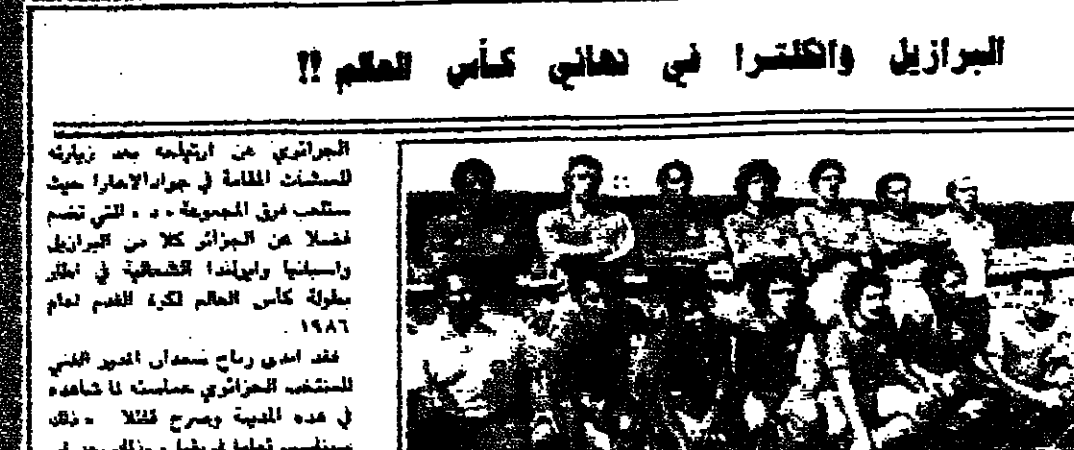 البرازيل وانكلترا في نهائي كأس العالم !!
الجزائري عن ارتياحه بعد زيارته
للمنشآت المقامة في جوادالاجارا حيث
ستلعب فرق المجموعة « د » التي تضم
فضلا عن الجزائر كلا من البرازيل
واسبانيا وايرلندا الشمالية في اطار
بطولة كأس العالم لكرة القدم لعام
١٩٨٦ .
فقد ابدى رابح سعدان المدير الفني
للمنتخب الجزائري حماسته لما شاهده
في هذه المدينة وصرح قائلا « ذلك